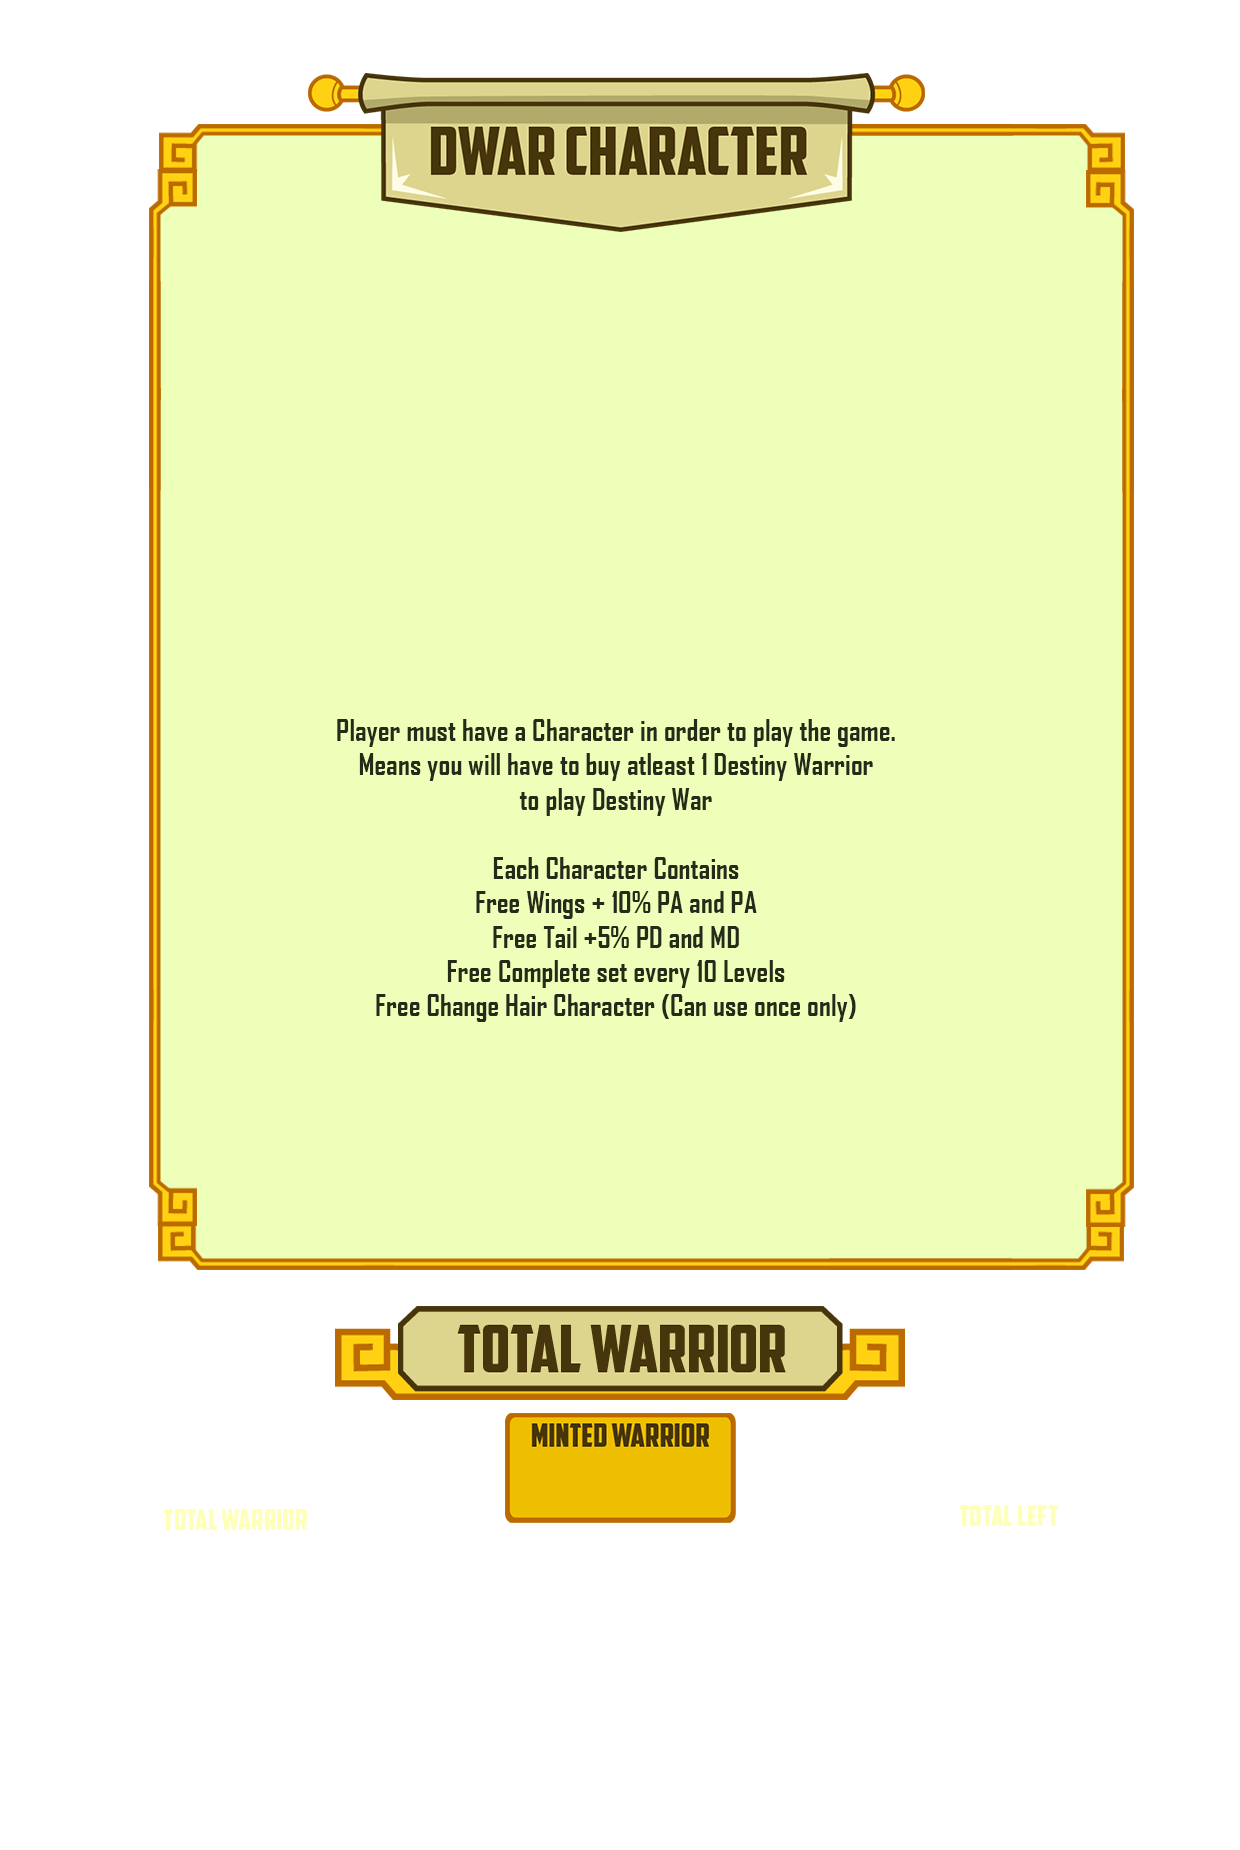 DWAR CHARACTER
Player must have a Character in order to play the game.
Means you will have to buy atleast 1 Destiny Warrior
to play Destiny War
Each Character Contains
Free Wings + 10% PA and PA
Free Tail +5% PD and MD
Free Complete set every 10 Levels
Free Change Hair Character (Can use once only)
TOTAL WARRIOR
MINTED WARRIOR
TOTAL WARRIOR
TOTAL LEFT